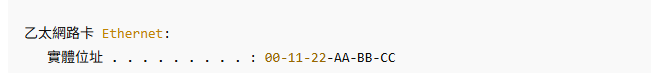 乙太網路卡 Ethernet:
實體位址 . . . . . . . . . : 00-11-22-AA-BB-CC